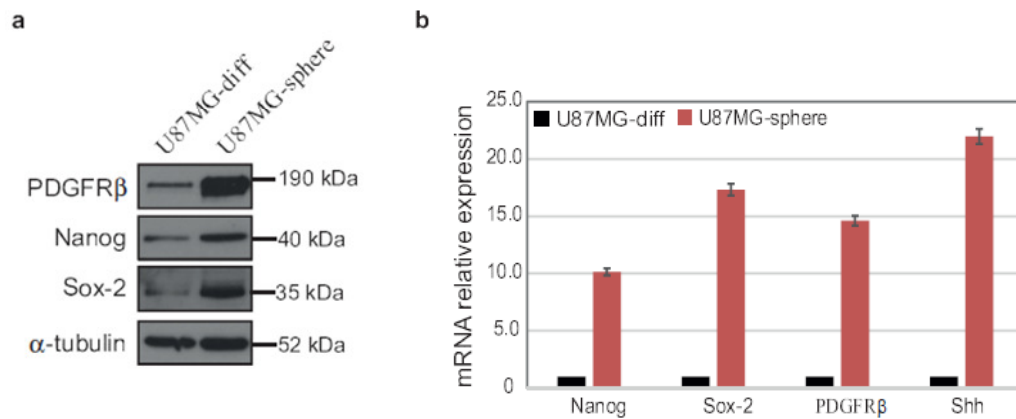 a
U87MG-diff
U87MG-sphere
PDGFRβ
190 kDa
Nanog
40 kDa
Sox-2
35 kDa
α-tubulin
52 kDa
b
mRNA relative expression
25.0
20.0
15.0
10.0
5.0
0
U87MG-diff U87MG-sphere
Nanog Sox-2 PDGFRβ Shh